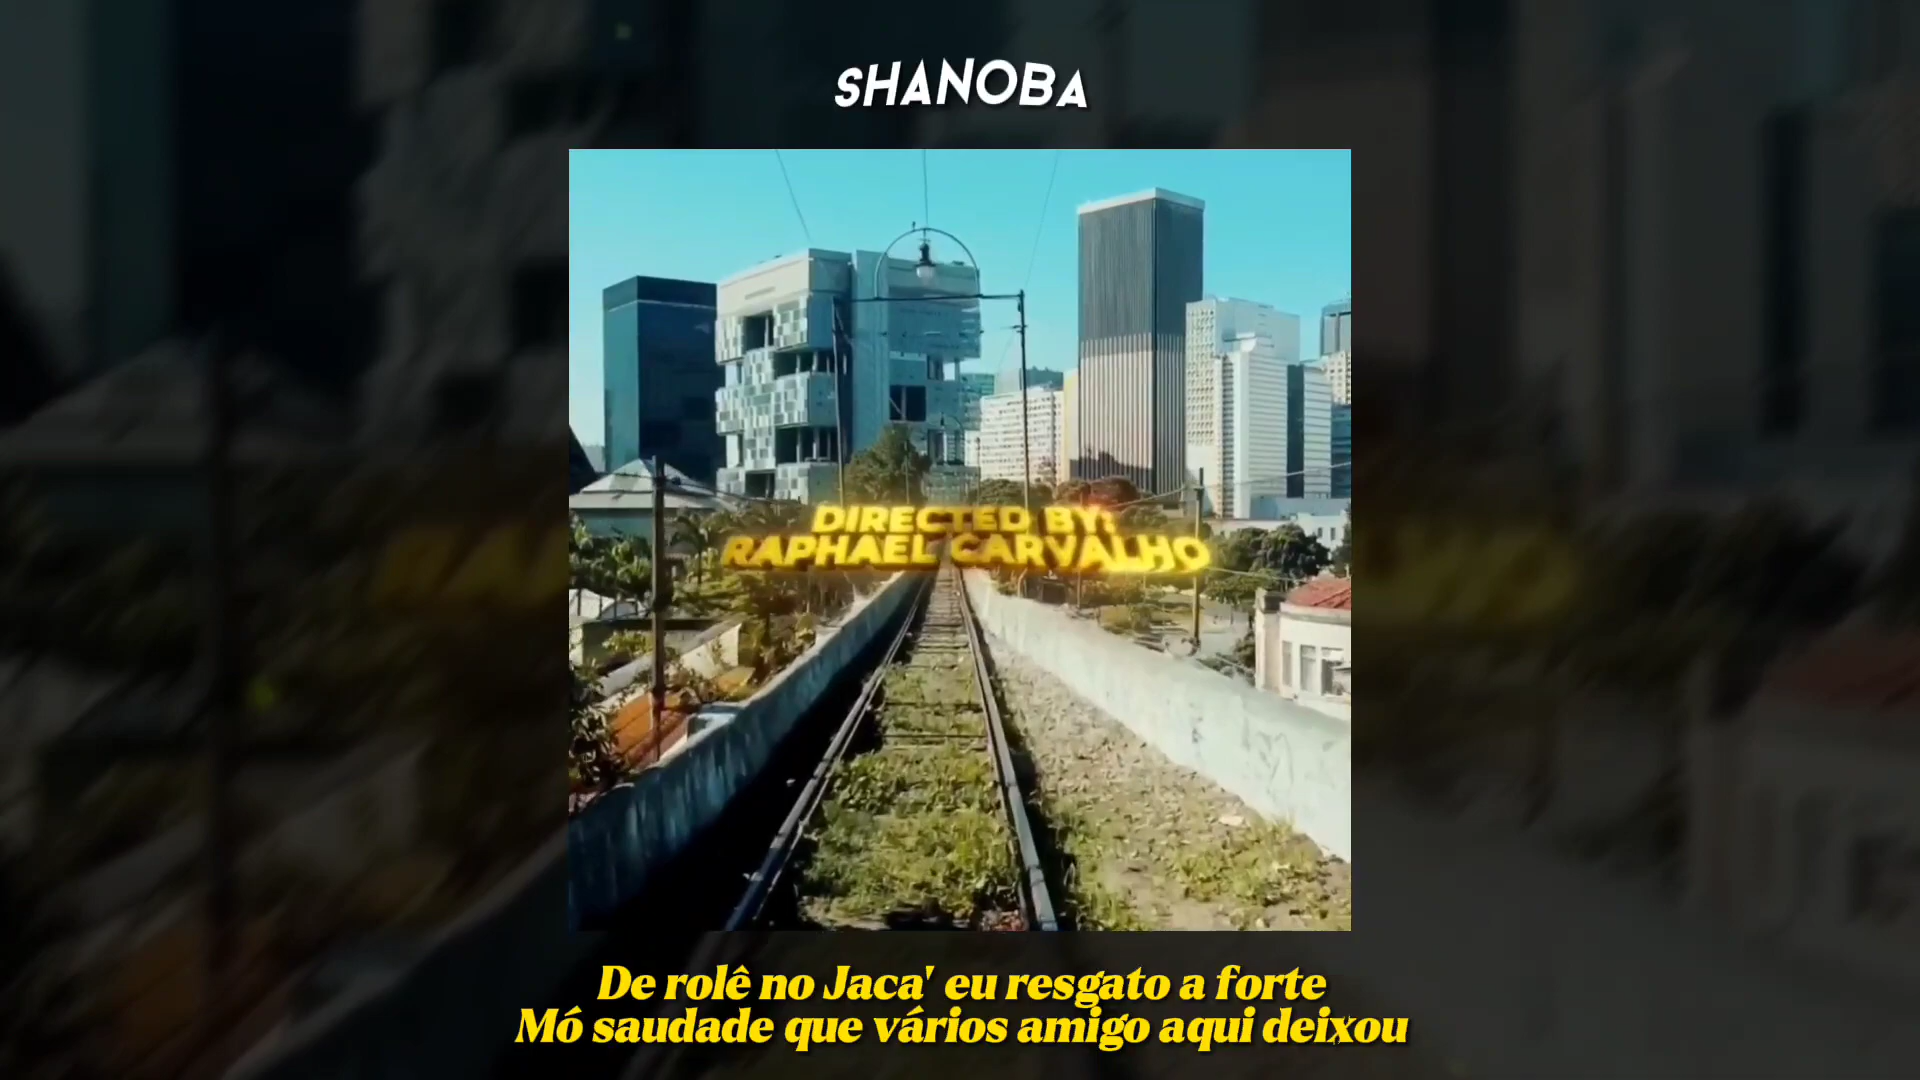 SHANOBA
DIRECTED BY:
RAPHAEL CARVALHO
De rolê no Jaca' eu resgato a forte
Mó saudade que vários amigo aqui deixou